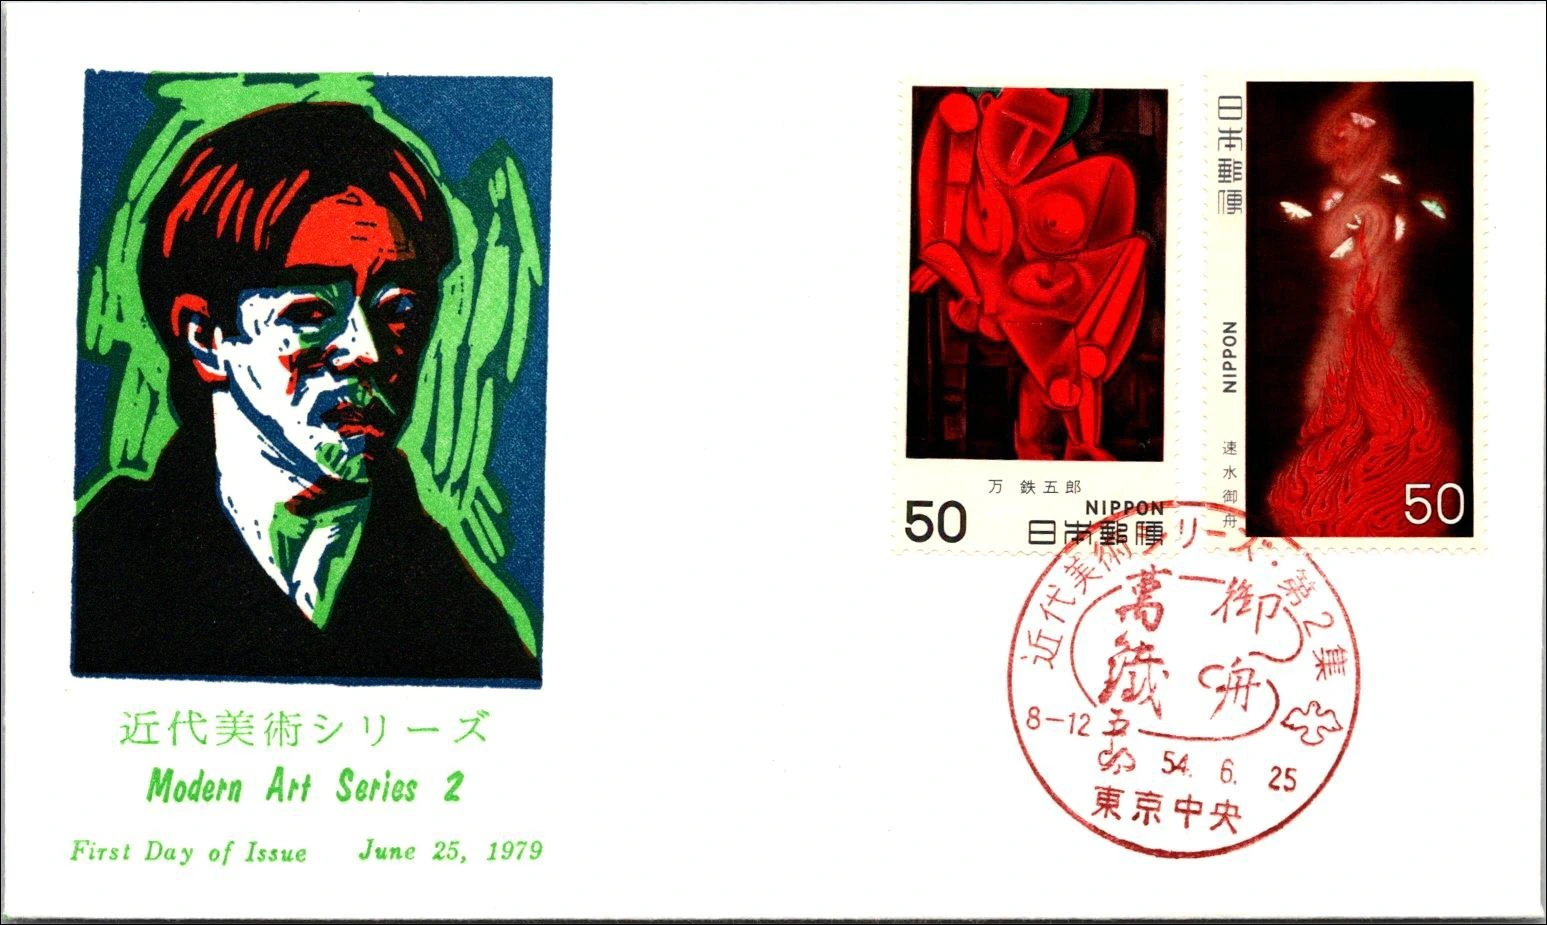 近代美術シリーズ
Modern Art Series 2
First Day of Issue June 25, 1979
万 鉄五郎
50
NIPPON
日本郵便
日本郵便
NIPPON
速水御舟
50
近代美術シリーズ・第2集
萬鐵五郎
御舟
8-12
54. 6. 25
東京中央